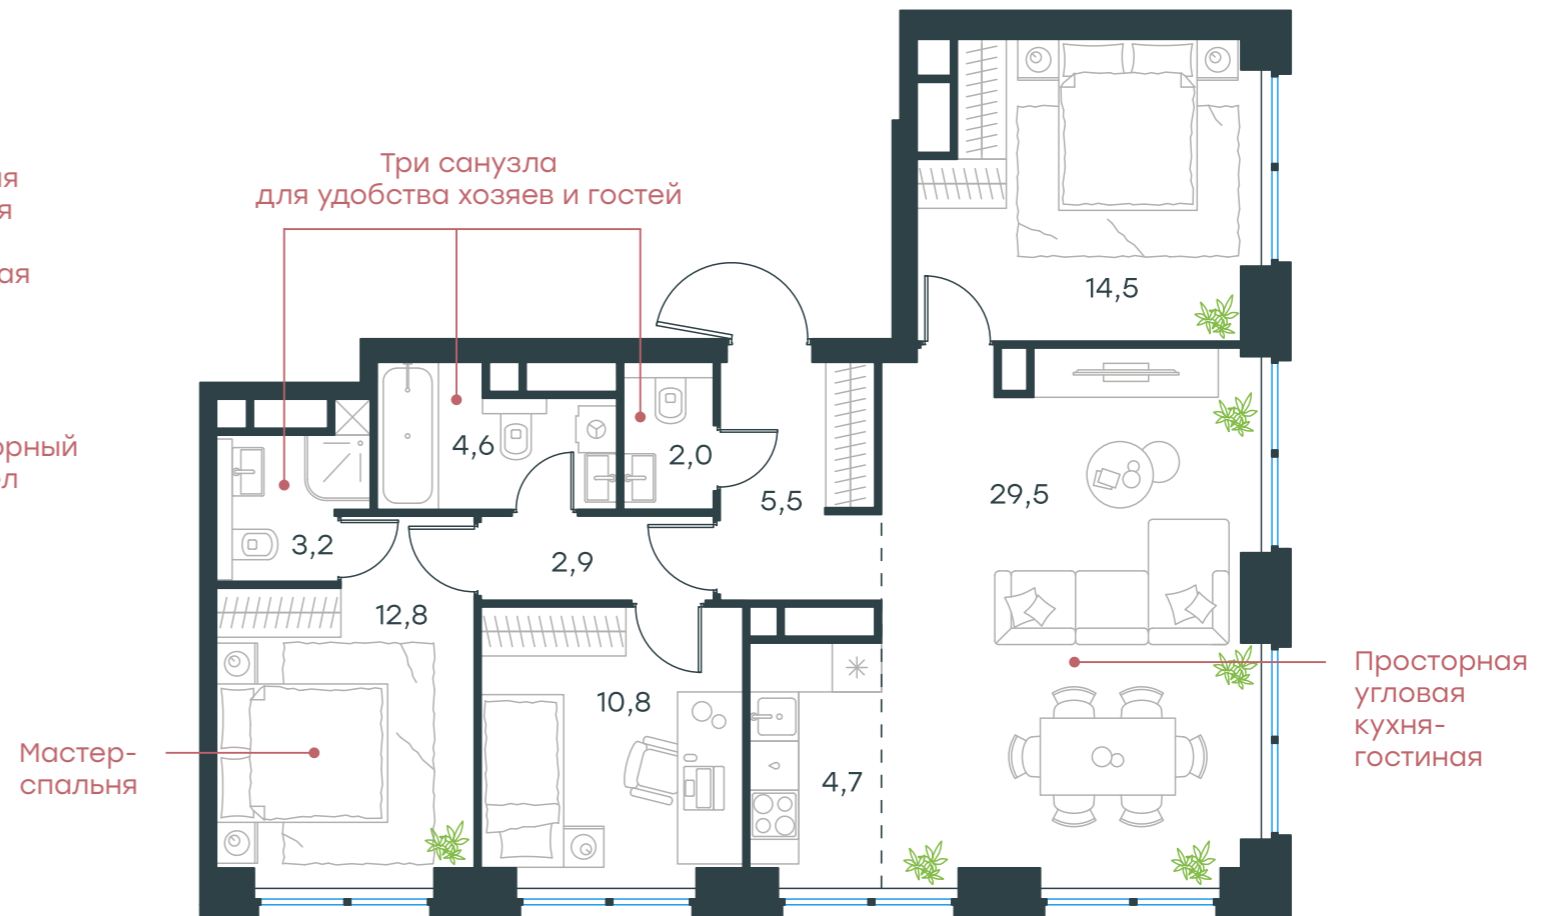 Три санузла
для удобства хозяев и гостей
14,5
4,6
2,0
5,5
29,5
3,2
2,9
12,8
10,8
4,7
Мастер-
спальня
Просторная
угловая
кухня-
гостиная